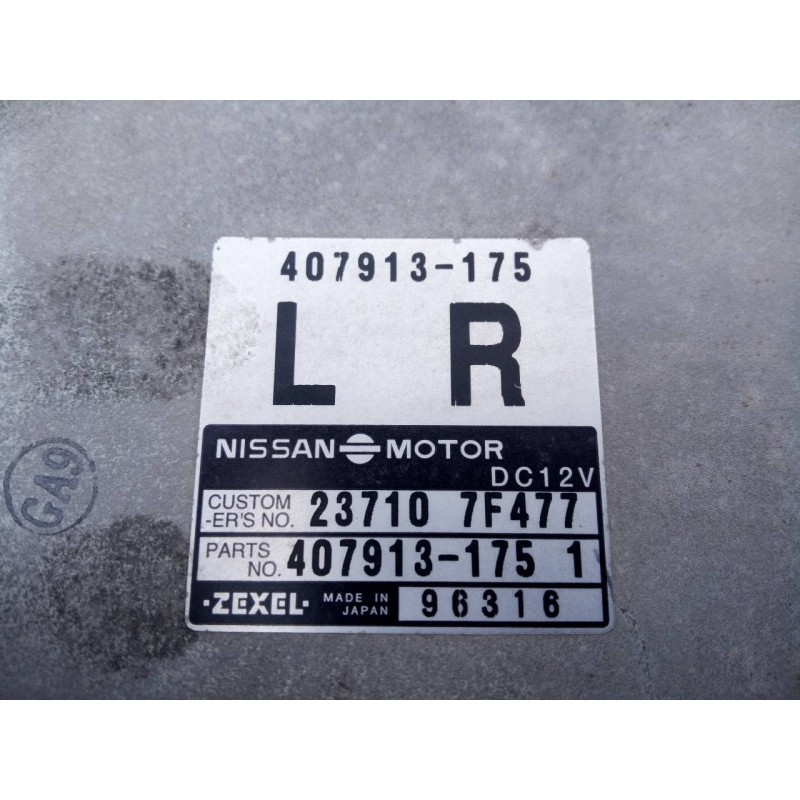 407913-175
L R
NISSAN MOTOR
DC12V
CUSTOM
-ER'S NO. 23710 7F477
PARTS
NO. 407913-175 1
·ZEXEL· MADE IN
JAPAN 96316
GA9